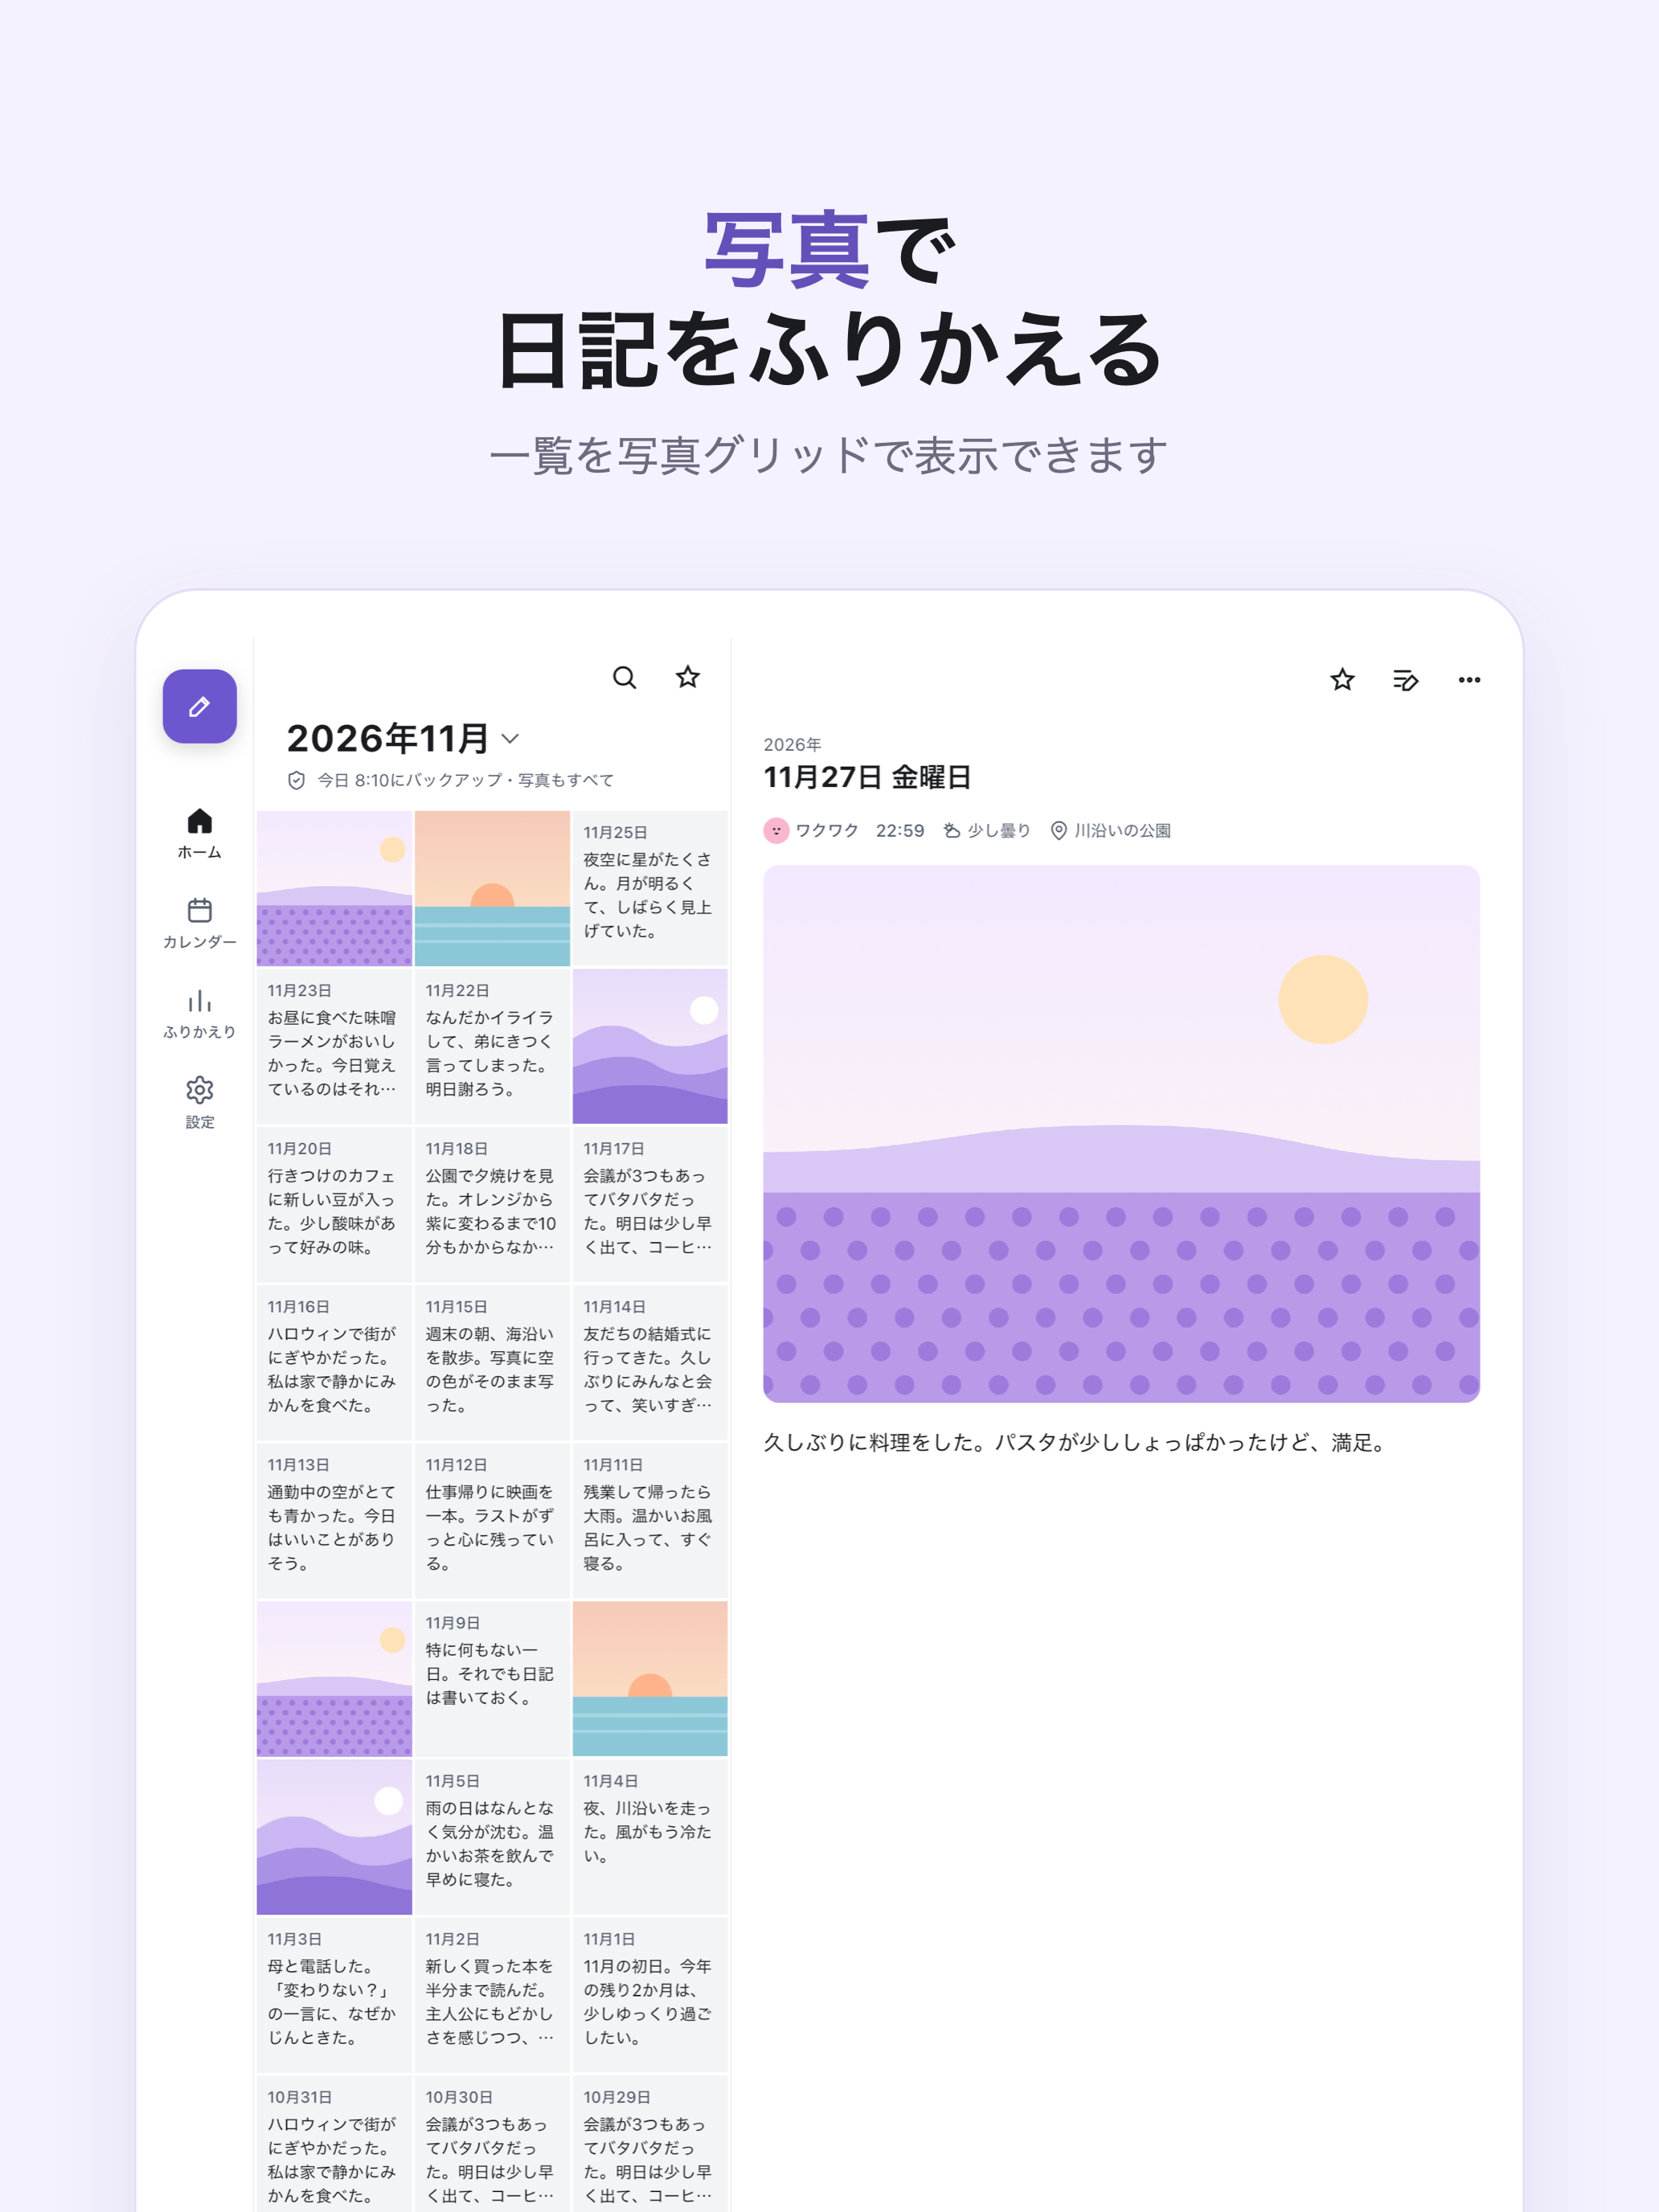 写真で
日記をふりかえる
一覧を写真グリッドで表示できます
ホーム
カレンダー
ふりかえり
設定
2026年11月
今日 8:10にバックアップ・写真もすべて
11月25日
夜空に星がたくさ
ん。月が明るく
て、しばらく見上
げていた。
11月23日
お昼に食べた味噌
ラーメンがおいし
かった。今日覚え
ているのはそれ…
11月22日
なんだかイライラ
して、弟にきつく
言ってしまった。
明日謝ろう。
11月20日
行きつけのカフェ
に新しい豆が入っ
た。少し酸味があ
って好みの味。
11月18日
公園で夕焼けを見
た。オレンジから
紫に変わるまで10
分もかからなか…
11月17日
会議が3つもあっ
てバタバタだっ
た。明日は少し早
く出て、コーヒ…
11月16日
ハロウィンで街が
にぎやかだった。
私は家で静かにみ
かんを食べた。
11月15日
週末の朝、海沿い
を散歩。写真に空
の色がそのまま写
った。
11月14日
友だちの結婚式に
行ってきた。久し
ぶりにみんなと会
って、笑いすぎ…
11月13日
通勤中の空がとて
も青かった。今日
はいいことがあり
そう。
11月12日
仕事帰りに映画を
一本。ラストがず
っと心に残ってい
る。
11月11日
残業して帰ったら
大雨。温かいお風
呂に入って、すぐ
寝る。
11月9日
特に何もない一
日。それでも日記
は書いておく。
11月5日
雨の日はなんとな
く気分が沈む。温
かいお茶を飲んで
早めに寝た。
11月4日
夜、川沿いを走っ
た。風がもう冷た
い。
11月3日
母と電話した。
「変わりない？」
の一言に、なぜか
じんときた。
11月2日
新しく買った本を
半分まで読んだ。
主人公にもどかし
さを感じつつ、…
11月1日
11月の初日。今年
の残り2か月は、
少しゆっくり過ご
したい。
10月31日
ハロウィンで街が
にぎやかだった。
私は家で静かにみ
かんを食べた。
10月30日
会議が3つもあっ
てバタバタだっ
た。明日は少し早
く出て、コーヒ…
10月29日
会議が3つもあっ
てバタバタだっ
た。明日は少し早
く出て、コーヒ…
2026年
11月27日 金曜日
ワクワク 22:59 少し曇り 川沿いの公園
久しぶりに料理をした。パスタが少ししょっぱかったけど、満足。